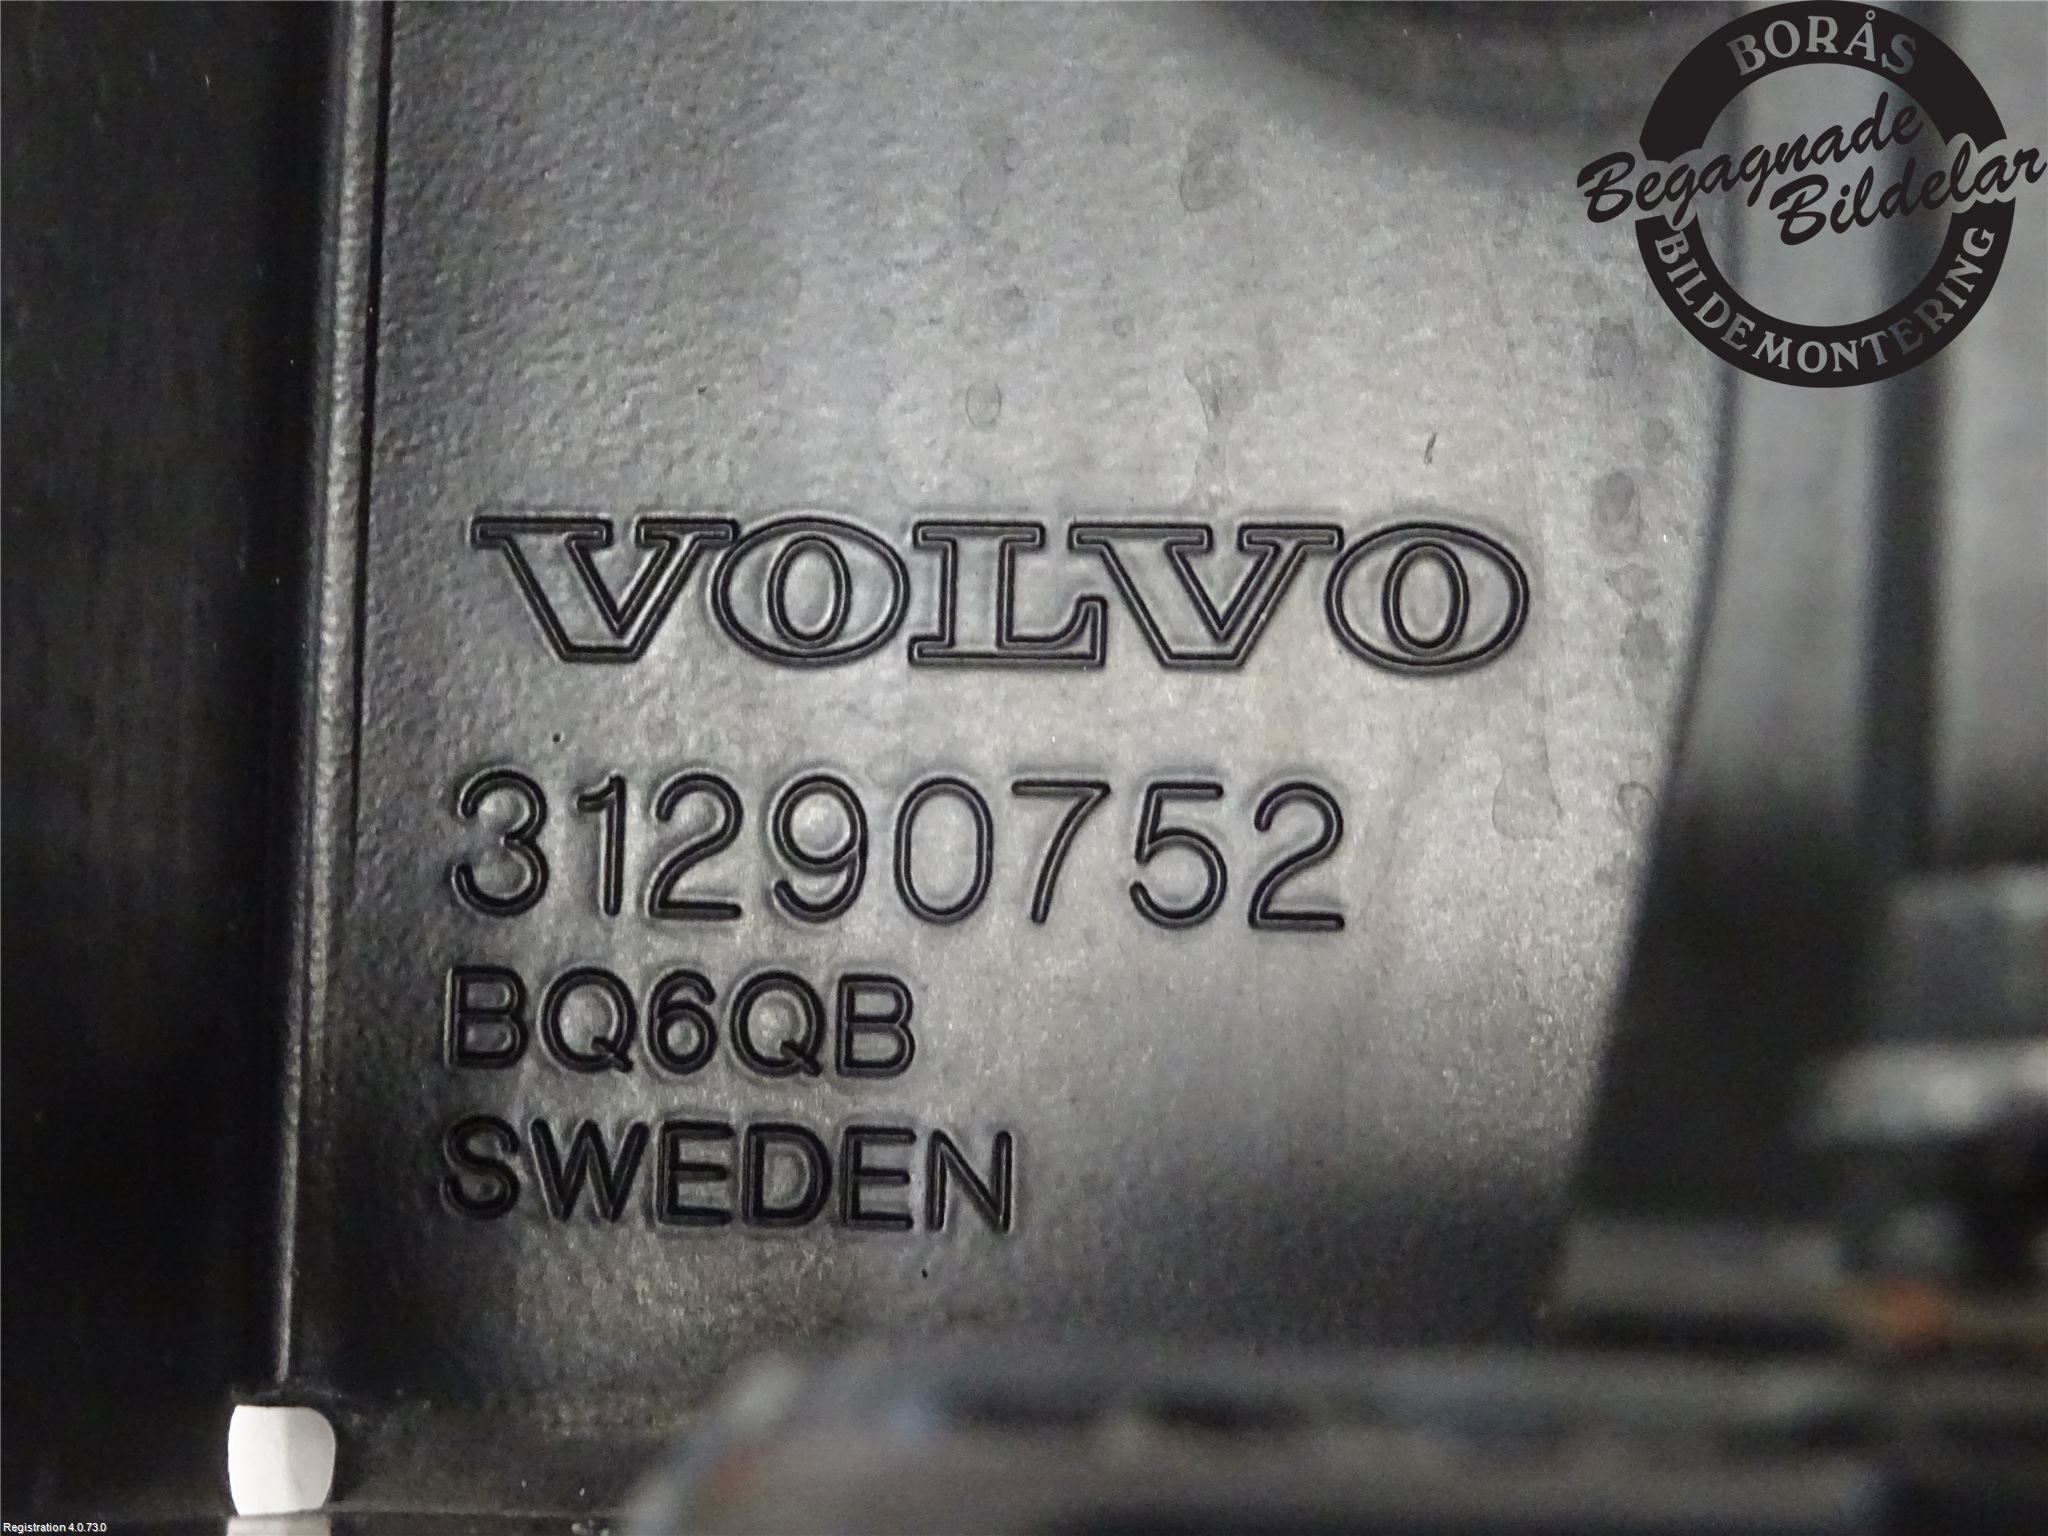 BORÅS
Begagnade
Bildelar
BILDEMONTERING
VOLVO
31290752
BQ6QB
SWEDEN
Registration 4.0.73.0